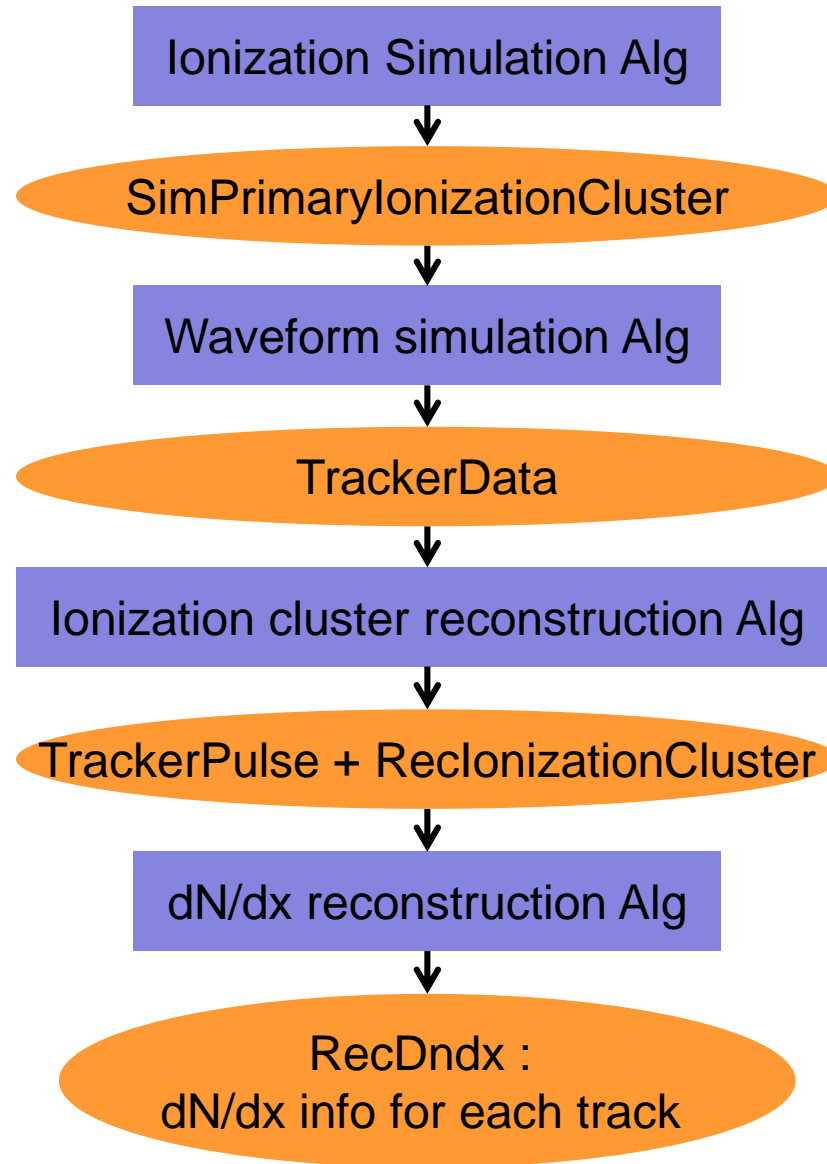 Ionization Simulation Alg
SimPrimaryIonizationCluster
Waveform simulation Alg
TrackerData
Ionization cluster reconstruction Alg
TrackerPulse + RecIonizationCluster
dN/dx reconstruction Alg
RecDndx :
dN/dx info for each track